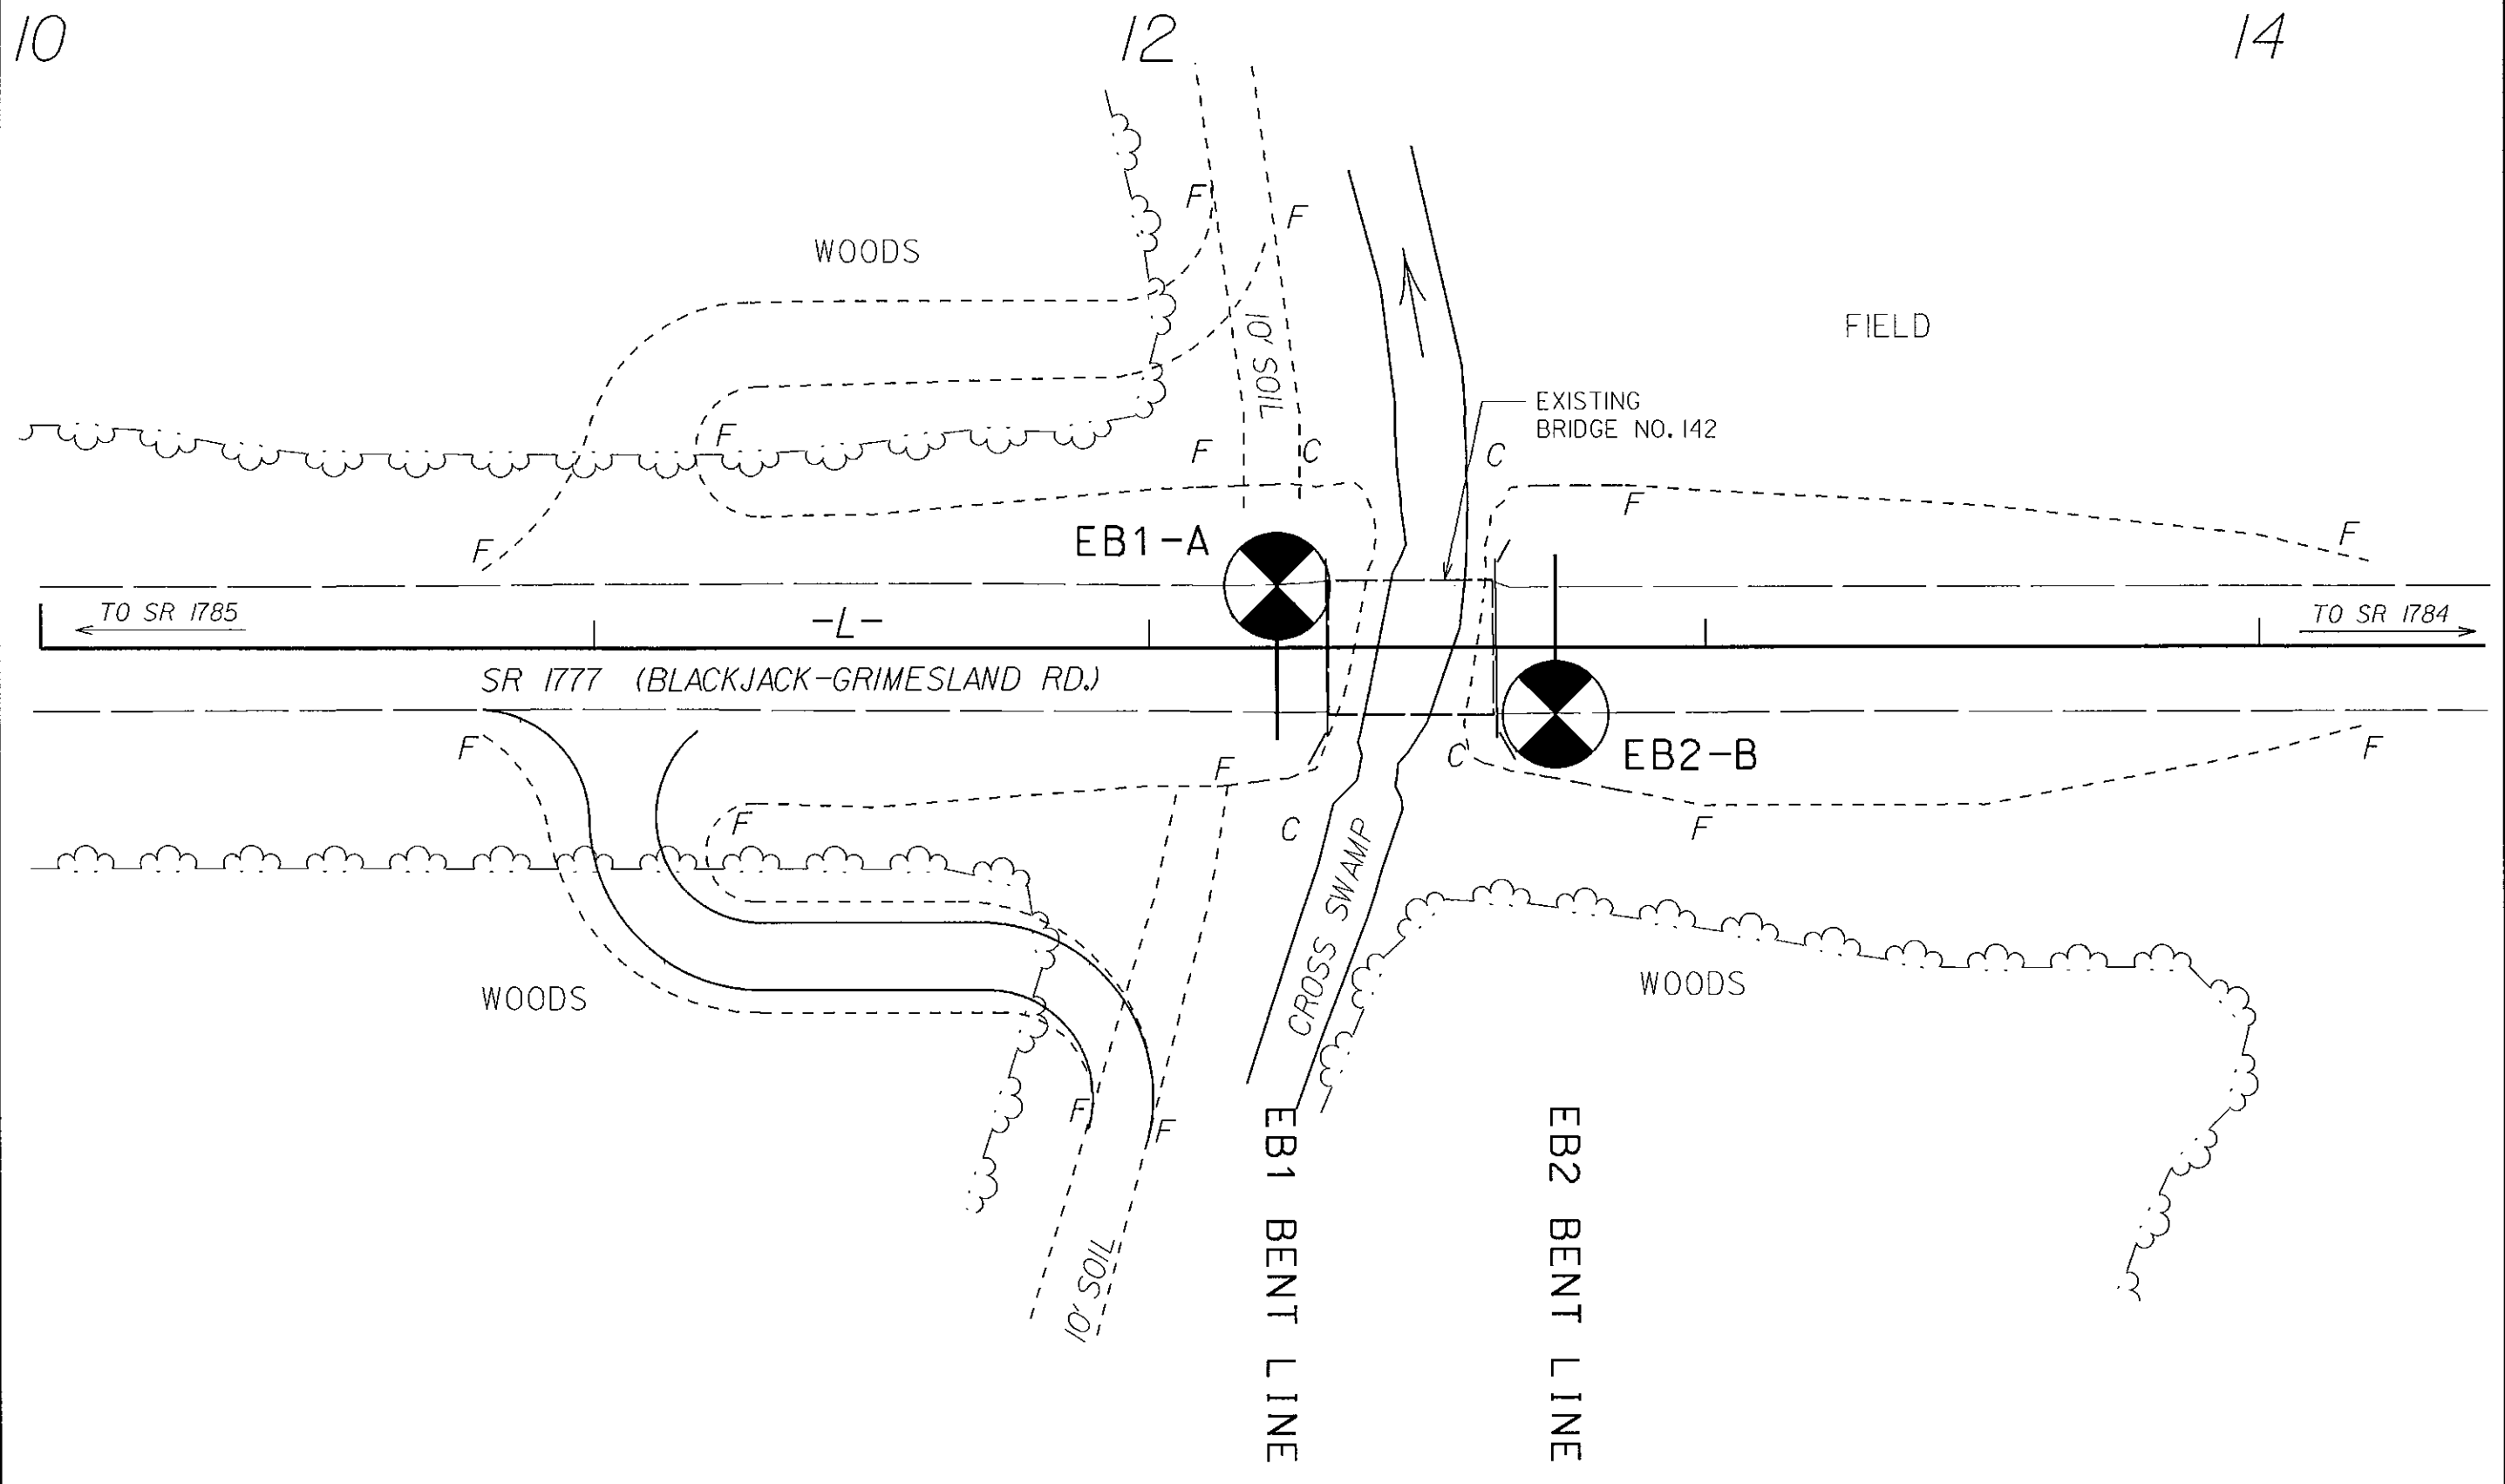 10
12
14
F
F
WOODS
10' SOIL
FIELD
EXISTING
BRIDGE NO. 142
F
F
C
C
F
EB1-A
F
F
TO SR 1785
-L-
TO SR 1784
SR 1777 (BLACKJACK-GRIMESLAND RD.)
F
F
C
EB2-B
F
F
C
F
CROSS SWAMP
WOODS
WOODS
F
F
10' SOIL
EB1 BENT LINE
EB2 BENT LINE